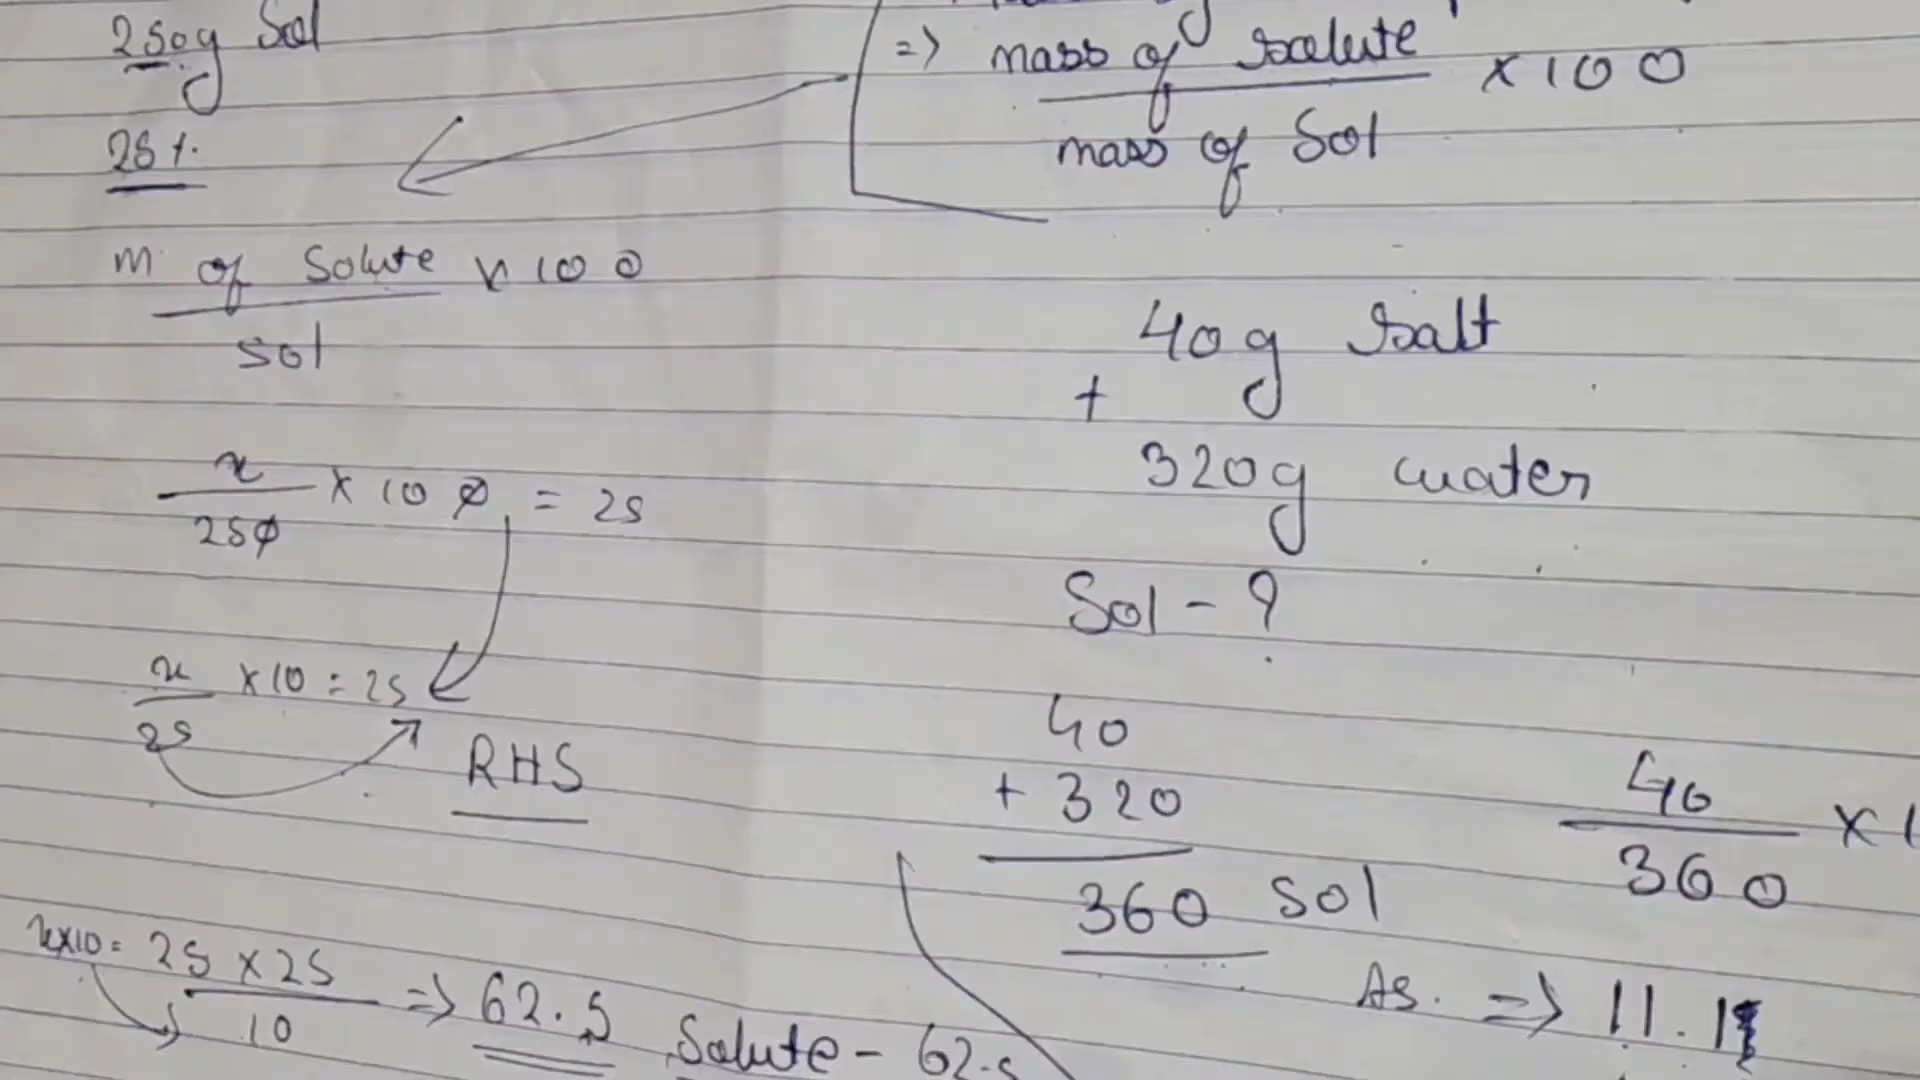 250g Sol
25%
m of Solute x 100
sol
x/250 x 100 = 25
x/25 x 10 = 25
RHS
x x 10 = 25 x 25/10 => 62.5
Solute - 62.5
=> mass of solute x 100
mass of Sol
40g salt
+
320g water
Sol - ?
40
+ 320
360 Sol
40/360 x 1
As. => 11.1